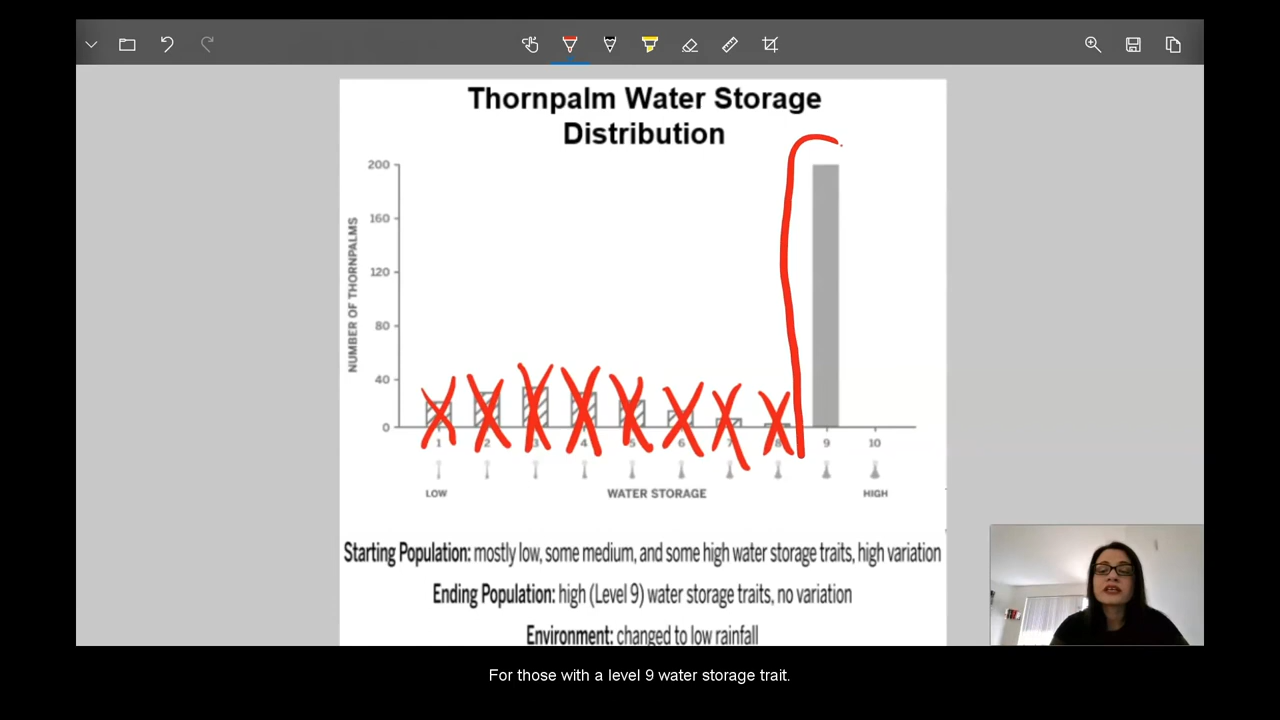 Thornpalm Water Storage
Distribution
NUMBER OF THORNPALMS
200
160
120
80
40
0
1 2 3 4 5 6 7 8 9 10
LOW WATER STORAGE HIGH
Starting Population: mostly low, some medium, and some high water storage traits, high variation
Ending Population: high (Level 9) water storage traits, no variation
Environment: changed to low rainfall
For those with a level 9 water storage trait.